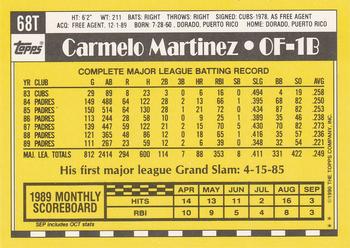 68T
Topps
HT: 6'2" WT: 211 BATS: RIGHT THROWS: RIGHT SIGNED: CUBS-1978, AS FREE AGENT
ACQ: FREE AGENT, 12-1-89 BORN: 7-28-60, DORADO, PUERTO RICO HOME: DORADO, PUERTO RICO
Carmelo Martinez • OF-1B
COMPLETE MAJOR LEAGUE BATTING RECORD
YR CLUB G AB R H 2B 3B HR RBI SB SLG BB SO AVG
83 CUBS 29 89 8 23 3 0 6 16 0 .494 4 19 .258
84 PADRES 149 488 64 122 28 2 13 66 1 .395 68 82 .250
85 PADRES 150 514 64 130 28 1 21 72 0 .434 87 82 .253
86 PADRES 113 244 28 58 10 0 9 25 1 .389 35 46 .238
87 PADRES 139 447 59 122 21 2 15 70 5 .430 70 82 .273
88 PADRES 121 365 48 86 12 0 18 65 1 .416 35 57 .236
89 PADRES 111 267 23 59 12 2 6 39 0 .348 32 54 .221
MAJ. LEA. TOTALS 812 2414 294 600 114 7 88 353 8 .411 331 422 .249
His first major league Grand Slam: 4-15-85
1989 MONTHLY SCOREBOARD
SEP includes OCT stats
APR MAY JUN JUL AUG SEP
HITS 14 13 11 2 16 3
RBI 10 9 5 4 8 3
©1990 THE TOPPS COMPANY, INC.